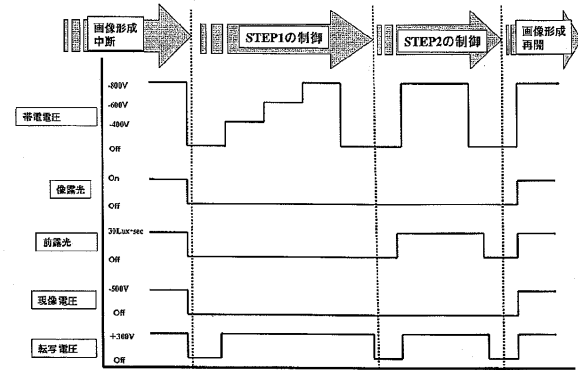 画像形成
中断
STEP1の制御
STEP2の制御
画像形成
再開
帯電電圧
-800V
-600V
-400V
Off
像露光
On
Off
前露光
30Lux·sec
Off
現像電圧
-500V
Off
転写電圧
+300V
Off